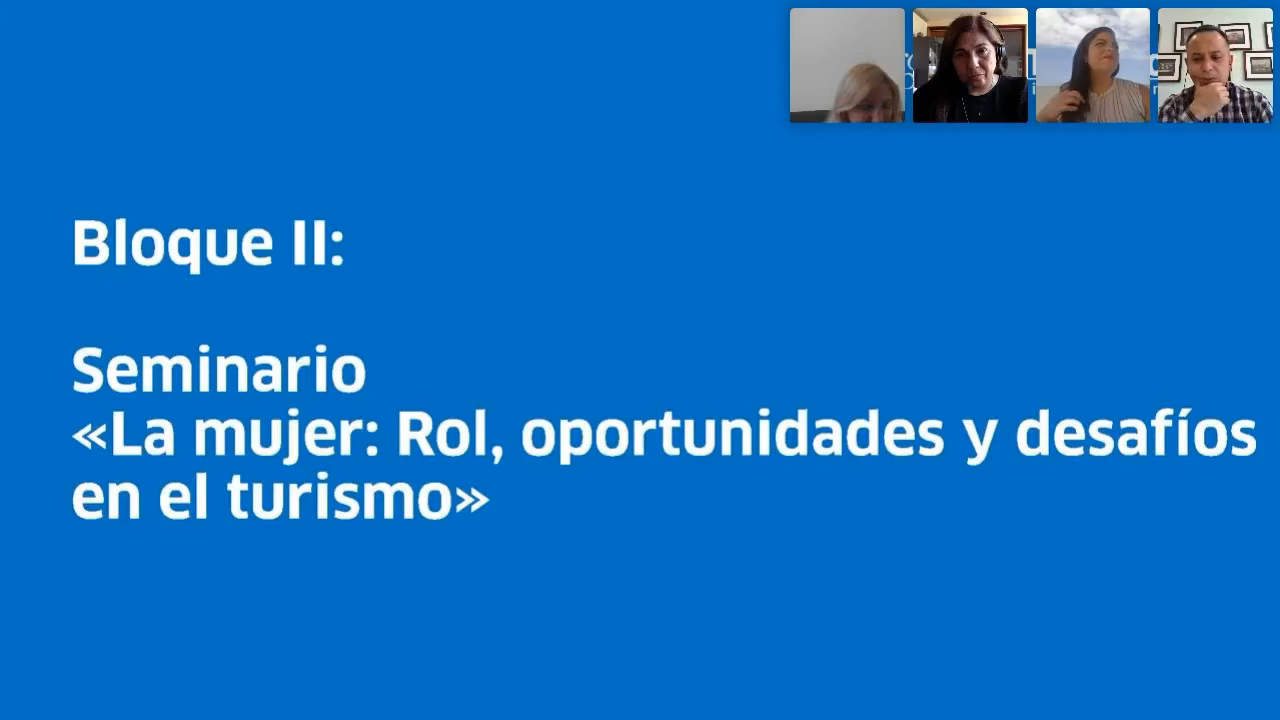 Bloque II:
Seminario
«La mujer: Rol, oportunidades y desafíos
en el turismo»